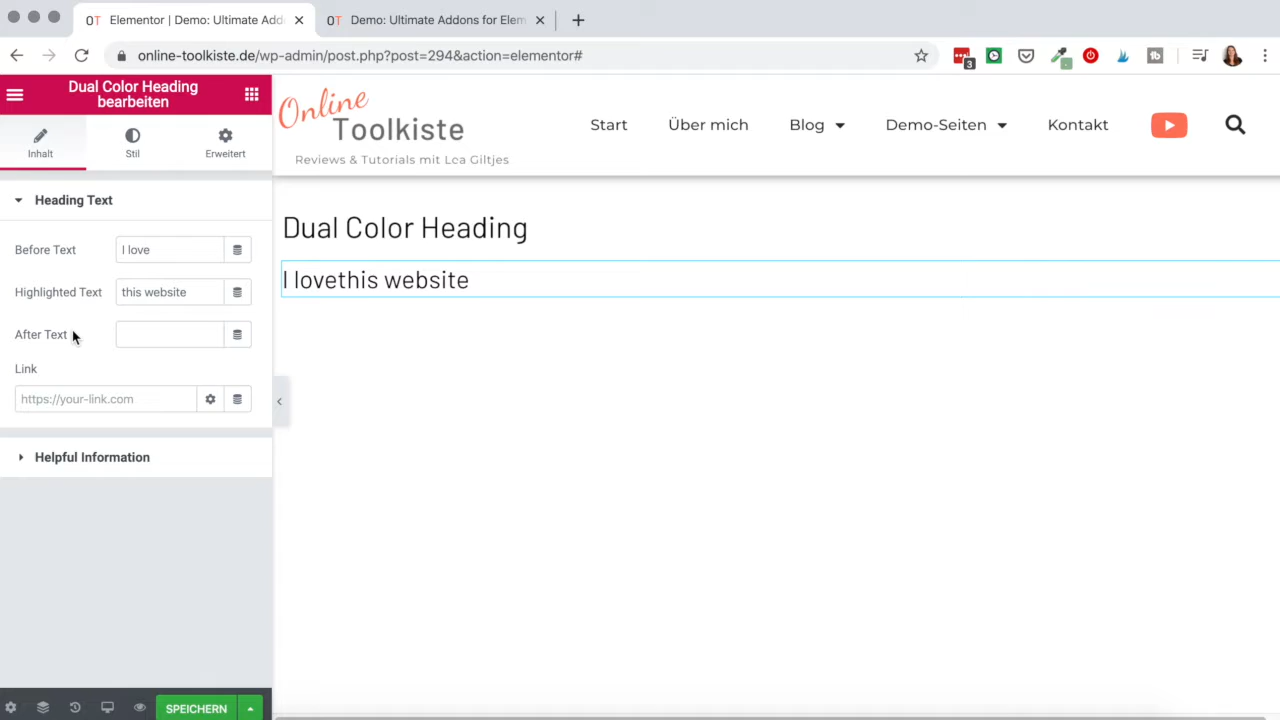 OT Elementor | Demo: Ultimate Add
OT Demo: Ultimate Addons for Elem
online-toolkiste.de/wp-admin/post.php?post=294&action=elementor#
3
Dual Color Heading
bearbeiten
Inhalt
Stil
Erweitert
Heading Text
Before Text
I love
Highlighted Text
this website
After Text
Link
https://your-link.com
Helpful Information
SPEICHERN
Online
Toolkiste
Reviews & Tutorials mit Lca Giltjes
Start
Über mich
Blog
Demo-Seiten
Kontakt
Dual Color Heading
I lovethis website